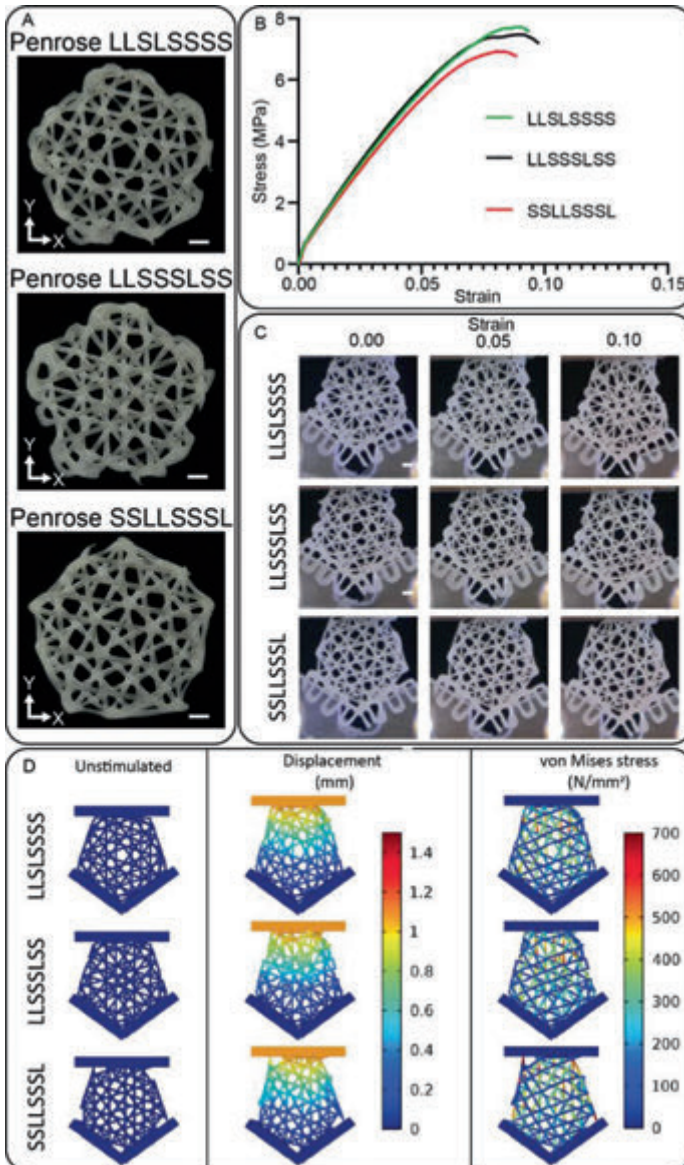 A
Penrose LLSLSSSS
Y
X
Penrose LLSSSLSS
Y
X
Penrose SSLLSSSL
Y
X
B
8
6
4
2
0
Stress (MPa)
LLSLSSSS
LLSSSLSS
SSLLSSSL
0.00 0.05 0.10 0.15
Strain
C
Strain
0.00 0.05 0.10
LLSLSSSS
LLSSSLSS
SSLLSSSL
D
Unstimulated
Displacement
(mm)
von Mises stress
(N/mm²)
LLSLSSSS
LLSSSLSS
SSLLSSSL
1.4
1.2
1
0.8
0.6
0.4
0.2
0
700
600
500
400
300
200
100
0